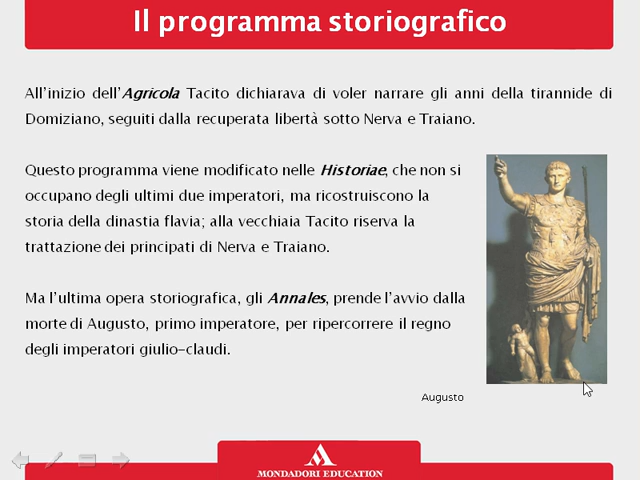 Il programma storiografico
All'inizio dell'Agricola Tacito dichiarava di voler narrare gli anni della tirannide di
Domiziano, seguiti dalla recuperata libertà sotto Nerva e Traiano.
Questo programma viene modificato nelle Historiae, che non si
occupano degli ultimi due imperatori, ma ricostruiscono la
storia della dinastia flavia; alla vecchiaia Tacito riserva la
trattazione dei principati di Nerva e Traiano.
Ma l'ultima opera storiografica, gli Annales, prende l'avvio dalla
morte di Augusto, primo imperatore, per ripercorrere il regno
degli imperatori giulio-claudi.
Augusto
MONDADORI EDUCATION